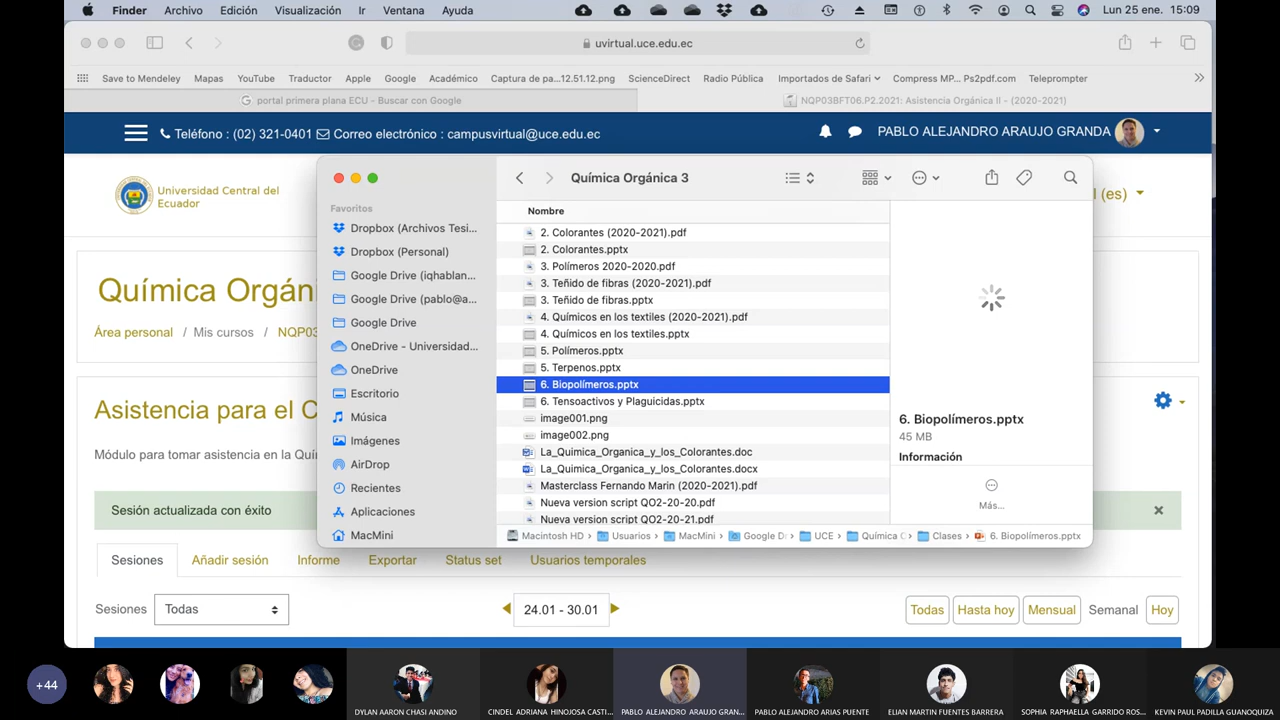 Finder Archivo Edición Visualización Ir Ventana Ayuda Lun 25 ene. 15:09
uvirtual.uce.edu.ec
Save to Mendeley Mapas YouTube Traductor Apple Google Académico Captura de pa...12.51.12.png ScienceDirect Radio Pública Importados de Safari Compress MP... Ps2pdf.com Teleprompter
portal primera plana ECU - Buscar con Google NQP03BFT06.P2.2021: Asistencia Orgánica II - (2020-2021)
Teléfono : (02) 321-0401 Correo electrónico : campusvirtual@uce.edu.ec PABLO ALEJANDRO ARAUJO GRANDA
Universidad Central del
Ecuador
l (es)
Química Orgáni
Área personal / Mis cursos / NQP03
Asistencia para el C
Módulo para tomar asistencia en la Quí
Sesión actualizada con éxito
Sesiones Añadir sesión Informe Exportar Status set Usuarios temporales
Sesiones Todas 24.01 - 30.01 Todas Hasta hoy Mensual Semanal Hoy
Química Orgánica 3
Favoritos
Dropbox (Archivos Tesi...
Dropbox (Personal)
Google Drive (iqhablan...
Google Drive (pablo@a...
Google Drive
OneDrive - Universidad...
OneDrive
Escritorio
Música
Imágenes
AirDrop
Recientes
Aplicaciones
MacMini
Nombre
2. Colorantes (2020-2021).pdf
2. Colorantes.pptx
3. Polímeros 2020-2020.pdf
3. Teñido de fibras (2020-2021).pdf
3. Teñido de fibras.pptx
4. Químicos en los textiles (2020-2021).pdf
4. Químicos en los textiles.pptx
5. Polímeros.pptx
5. Terpenos.pptx
6. Biopolímeros.pptx
6. Tensoactivos y Plaguicidas.pptx
image001.png
image002.png
La_Quimica_Organica_y_los_Colorantes.doc
La_Quimica_Organica_y_los_Colorantes.docx
Masterclass Fernando Marin (2020-2021).pdf
Nueva version script QO2-20-20.pdf
Nueva version script QO2-20-21.pdf
6. Biopolímeros.pptx
45 MB
Información
Más...
Macintosh HD Usuarios MacMini Google Dr UCE Química C Clases 6. Biopolímeros.pptx
+44
DYLAN AARON CHASI ANDINO
CINDEL ADRIANA HINOJOSA CASTI...
PABLO ALEJANDRO ARAUJO GRAN...
PABLO ALEJANDRO ARIAS PUENTE
ELIAN MARTIN FUENTES BARRERA
SOPHIA RAPHAELLA GARRIDO ROS...
KEVIN PAUL PADILLA GUANOQUIZA